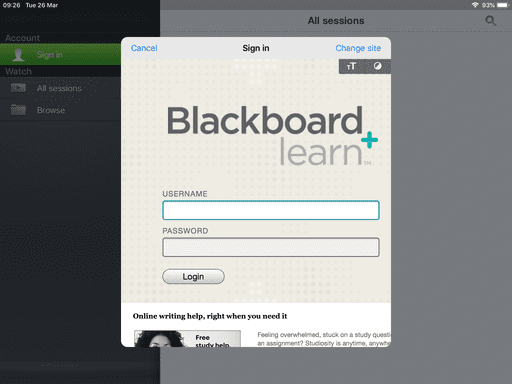 09:26 Tue 26 Mar
93%
All sessions
Account
Sign in
Watch
All sessions
Browse
Cancel
Sign in
Change site
TT
Blackboard
learn+
TM
USERNAME
PASSWORD
Login
Online writing help, right when you need it
Free
study help
Feeling overwhelmed, stuck on a study
an assignment? Studiosity is anytime,